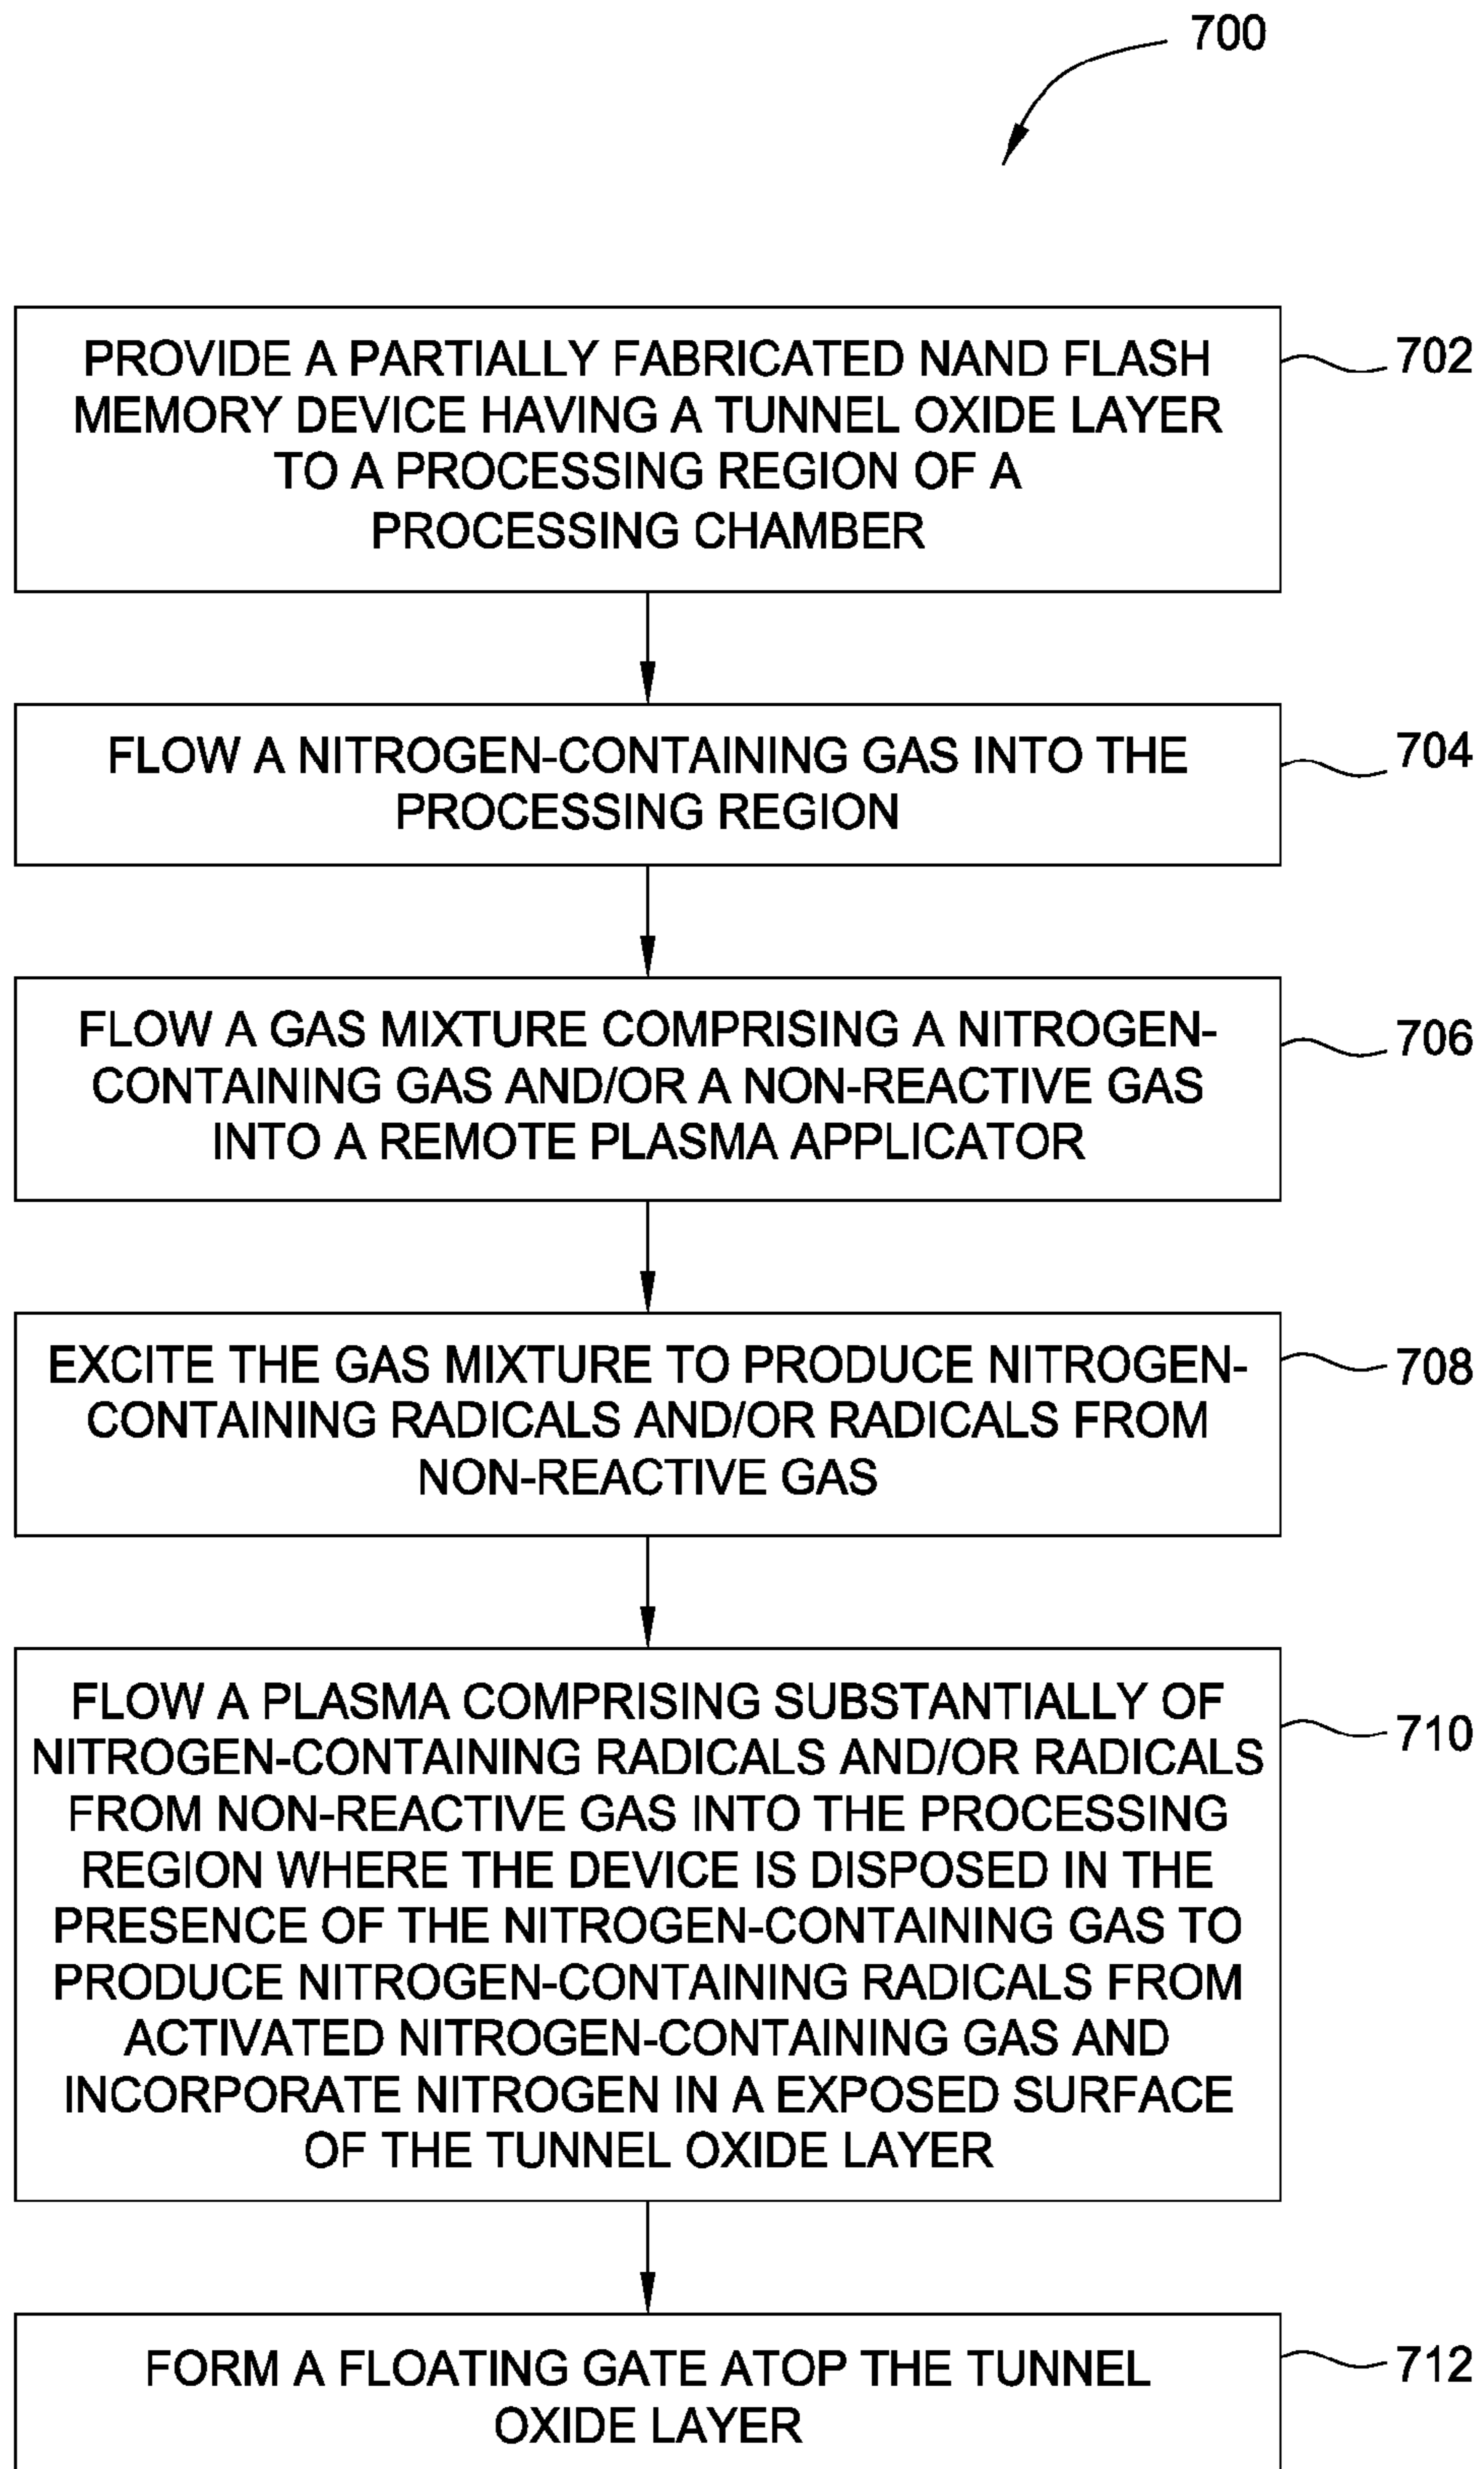 700
PROVIDE A PARTIALLY FABRICATED NAND FLASH
MEMORY DEVICE HAVING A TUNNEL OXIDE LAYER
TO A PROCESSING REGION OF A
PROCESSING CHAMBER
702
FLOW A NITROGEN-CONTAINING GAS INTO THE
PROCESSING REGION
704
FLOW A GAS MIXTURE COMPRISING A NITROGEN-
CONTAINING GAS AND/OR A NON-REACTIVE GAS
INTO A REMOTE PLASMA APPLICATOR
706
EXCITE THE GAS MIXTURE TO PRODUCE NITROGEN-
CONTAINING RADICALS AND/OR RADICALS FROM
NON-REACTIVE GAS
708
FLOW A PLASMA COMPRISING SUBSTANTIALLY OF
NITROGEN-CONTAINING RADICALS AND/OR RADICALS
FROM NON-REACTIVE GAS INTO THE PROCESSING
REGION WHERE THE DEVICE IS DISPOSED IN THE
PRESENCE OF THE NITROGEN-CONTAINING GAS TO
PRODUCE NITROGEN-CONTAINING RADICALS FROM
ACTIVATED NITROGEN-CONTAINING GAS AND
INCORPORATE NITROGEN IN A EXPOSED SURFACE
OF THE TUNNEL OXIDE LAYER
710
FORM A FLOATING GATE ATOP THE TUNNEL
OXIDE LAYER
712